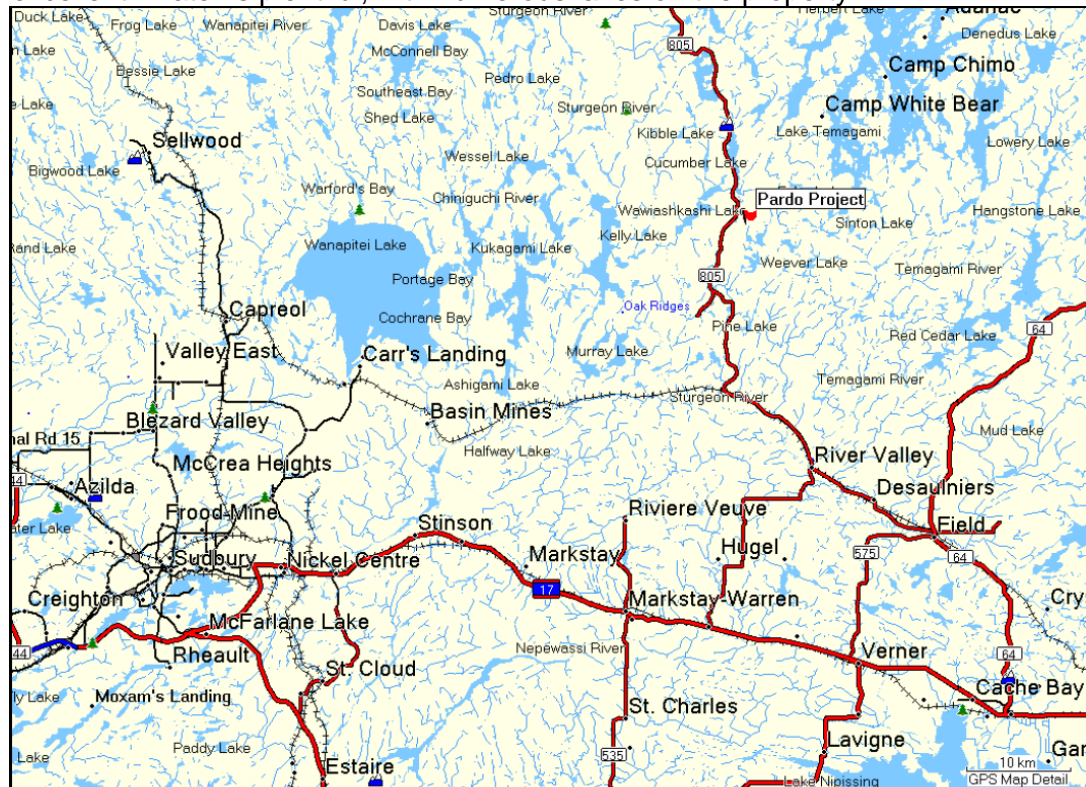 Duck Lake
Frog Lake
Wanapitei River
Davis Lake
Sturgeon River
Herbert Lake
Denedus Lake
McConnell Bay
805
Bessie Lake
Pedro Lake
Camp Chimo
Southeast Bay
Camp White Bear
Sturgeon River
Shed Lake
Kibble Lake
Lake Temagami
Sellwood
Lowery Lake
Wessel Lake
Cucumber Lake
Bigwood Lake
Warford's Bay
Chiniguchi River
Pardo Project
Wawiashkashi Lake
Hangstone Lake
Sinton Lake
Kelly Lake
Wanapitei Lake
Kukagami Lake
Rand Lake
Weever Lake
Temagami River
Portage Bay
805
Oak Ridges
Capreol
Cochrane Bay
Pine Lake
64
Red Cedar Lake
Valley East
Carr's Landing
Murray Lake
Ashigami Lake
Temagami River
Sturgeon River
Basin Mines
Blezard Valley
Mud Lake
nal Rd 15
Halfway Lake
McCrea Heights
River Valley
44
Azilda
Desaulniers
ater Lake
Frood-Mine
Riviere Veuve
Stinson
Field
Sudbury
Nickel Centre
Markstay
Hugel
575
64
17
Creighton
Markstay-Warren
Cry
McFarlane Lake
44
Nepewassi River
Rheault
Verner
64
St. Cloud
ly Lake
Moxam's Landing
Cache Bay
St. Charles
Paddy Lake
Lavigne
Lake
535
Gar
Estaire
10 km
Lake Nipissing
GPS Map Detail